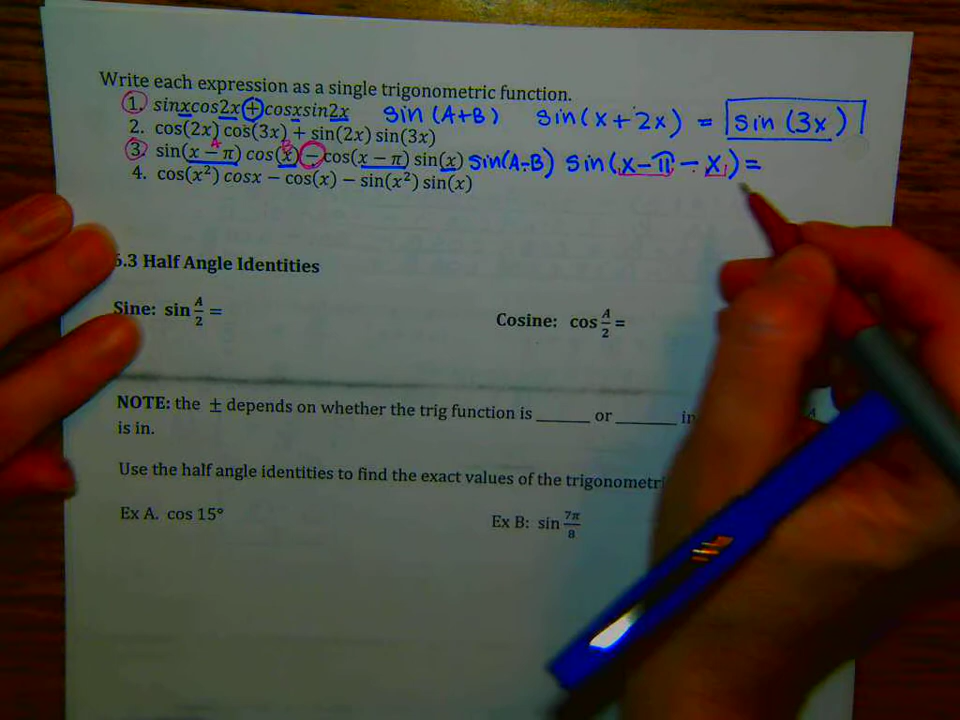 Write each expression as a single trigonometric function.
1. sinxcos2x + cosxsin2x sin (A+B) sin (x + 2x) = sin (3x)
2. cos(2x) cos(3x) + sin(2x) sin(3x)
A B
3. sin(x − π) cos(x) − cos(x − π) sin(x) sin(A-B) sin(x-π - x) =
4. cos(x²) cosx − cos(x) − sin(x²) sin(x)
6.3 Half Angle Identities
Sine: sin A/2 =
Cosine: cos A/2 =
NOTE: the ± depends on whether the trig function is ______ or ______ in A
is in.
Use the half angle identities to find the exact values of the
Ex A. cos 15°
Ex B: sin 7π/8